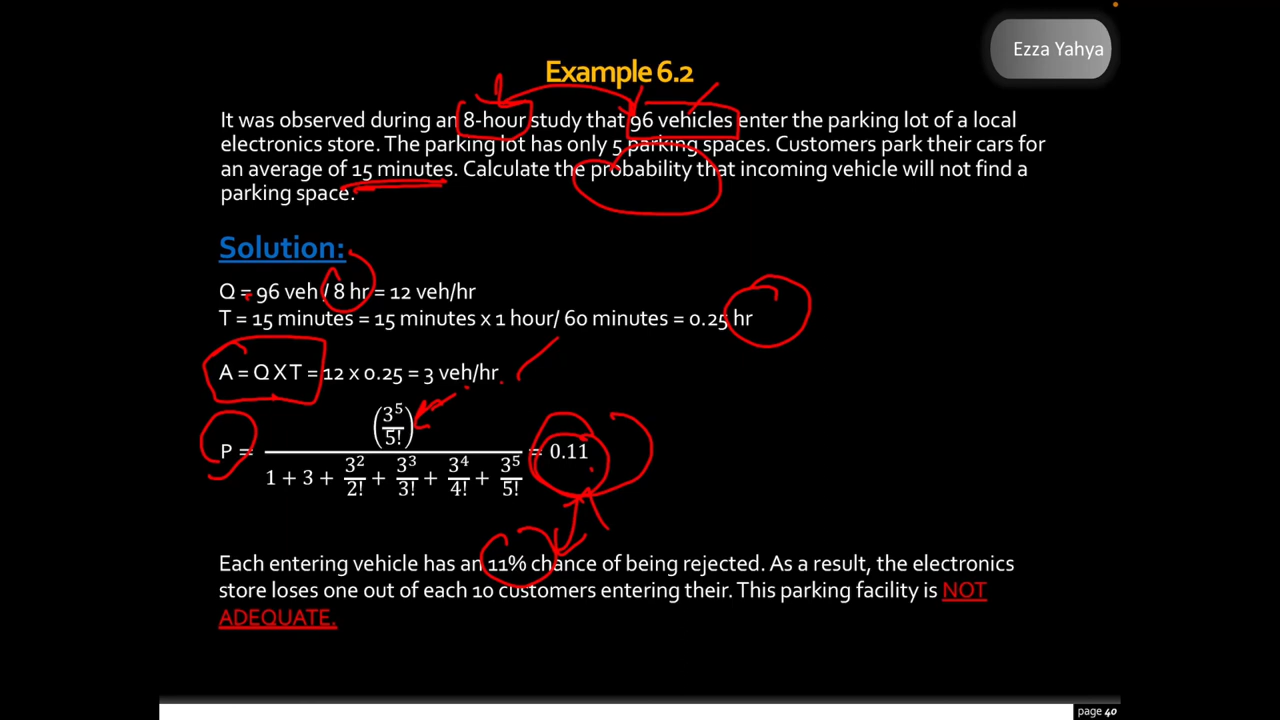 Ezza Yahya
Example 6.2
It was observed during an 8-hour study that 96 vehicles enter the parking lot of a local
electronics store. The parking lot has only 5 parking spaces. Customers park their cars for
an average of 15 minutes. Calculate the probability that incoming vehicle will not find a
parking space.
Solution:
Q = 96 veh / 8 hr = 12 veh/hr
T = 15 minutes = 15 minutes x 1 hour/ 60 minutes = 0.25 hr
A = Q X T = 12 x 0.25 = 3 veh/hr
P = (3^5/5!) / (1 + 3 + 3^2/2! + 3^3/3! + 3^4/4! + 3^5/5!) = 0.11
Each entering vehicle has an 11% chance of being rejected. As a result, the electronics
store loses one out of each 10 customers entering their. This parking facility is NOT
ADEQUATE.
page 40